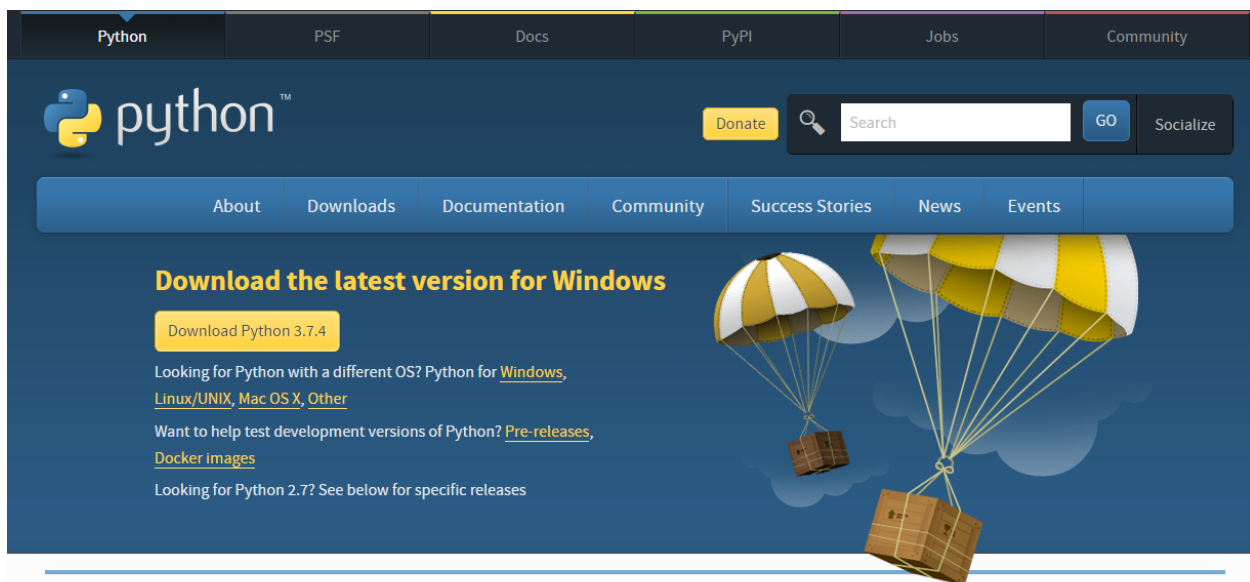 Python PSF Docs PyPI Jobs Community
python™
Donate Search GO Socialize
About Downloads Documentation Community Success Stories News Events
Download the latest version for Windows
Download Python 3.7.4
Looking for Python with a different OS? Python for Windows,
Linux/UNIX, Mac OS X, Other
Want to help test development versions of Python? Pre-releases,
Docker images
Looking for Python 2.7? See below for specific releases